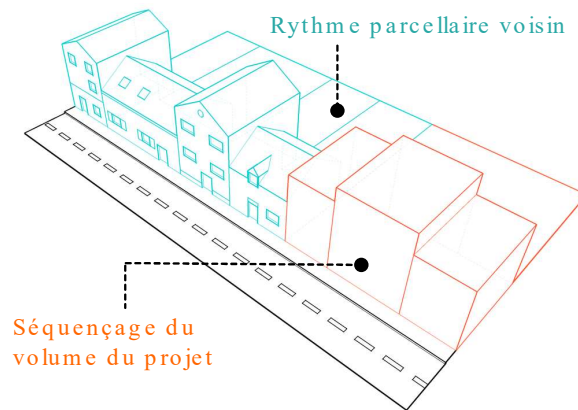 Rythme parcellaire voisin
Séquençage du
volume du projet